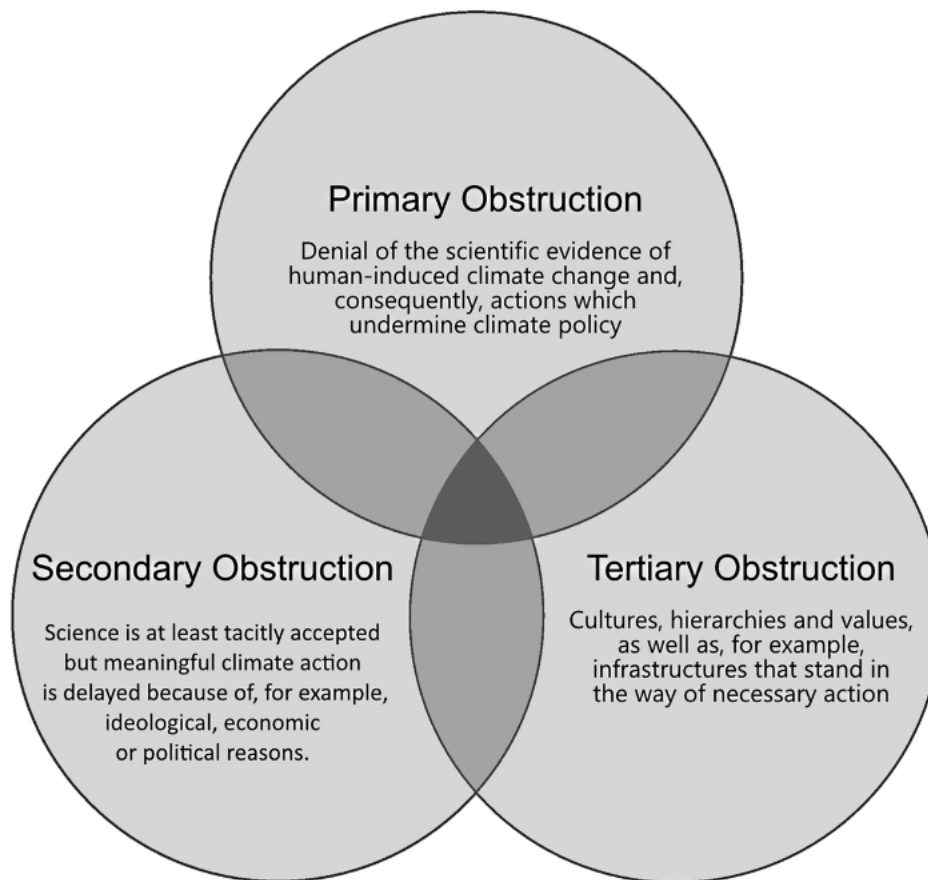 Primary Obstruction
Denial of the scientific evidence of
human-induced climate change and,
consequently, actions which
undermine climate policy
Secondary Obstruction
Science is at least tacitly accepted
but meaningful climate action
is delayed because of, for example,
ideological, economic
or political reasons.
Tertiary Obstruction
Cultures, hierarchies and values,
as well as, for example,
infrastructures that stand in
the way of necessary action